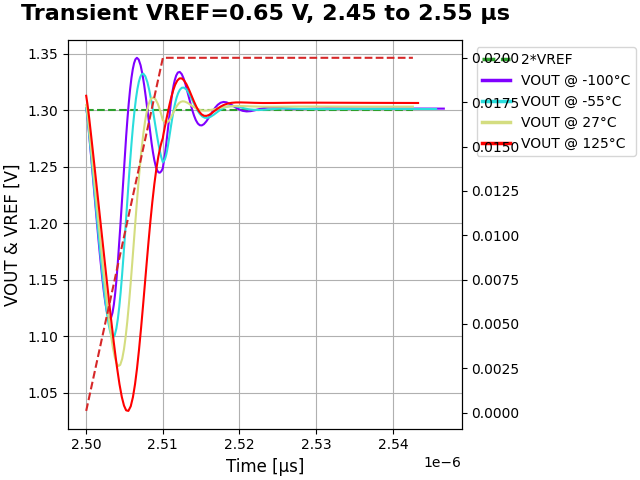 Transient VREF=0.65 V, 2.45 to 2.55 µs
VOUT & VREF [V]
1.35
1.30
1.25
1.20
1.15
1.10
1.05
2.50 2.51 2.52 2.53 2.54
Time [µs]
1e−6
0.0200
0.0175
0.0150
0.0125
0.0100
0.0075
0.0050
0.0025
0.0000
2*VREF
VOUT @ -100°C
VOUT @ -55°C
VOUT @ 27°C
VOUT @ 125°C